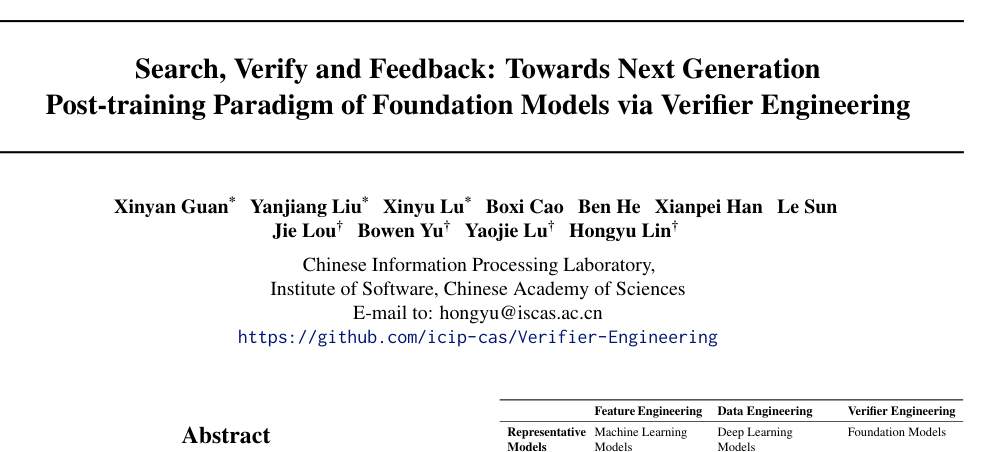 Search, Verify and Feedback: Towards Next Generation
Post-training Paradigm of Foundation Models via Verifier Engineering
Xinyan Guan* Yanjiang Liu* Xinyu Lu* Boxi Cao Ben He Xianpei Han Le Sun
Jie Lou† Bowen Yu† Yaojie Lu† Hongyu Lin†
Chinese Information Processing Laboratory,
Institute of Software, Chinese Academy of Sciences
E-mail to: hongyu@iscas.ac.cn
https://github.com/icip-cas/Verifier-Engineering
Abstract
Feature Engineering Data Engineering Verifier Engineering
Representative Machine Learning Deep Learning Foundation Models
Models Models Models